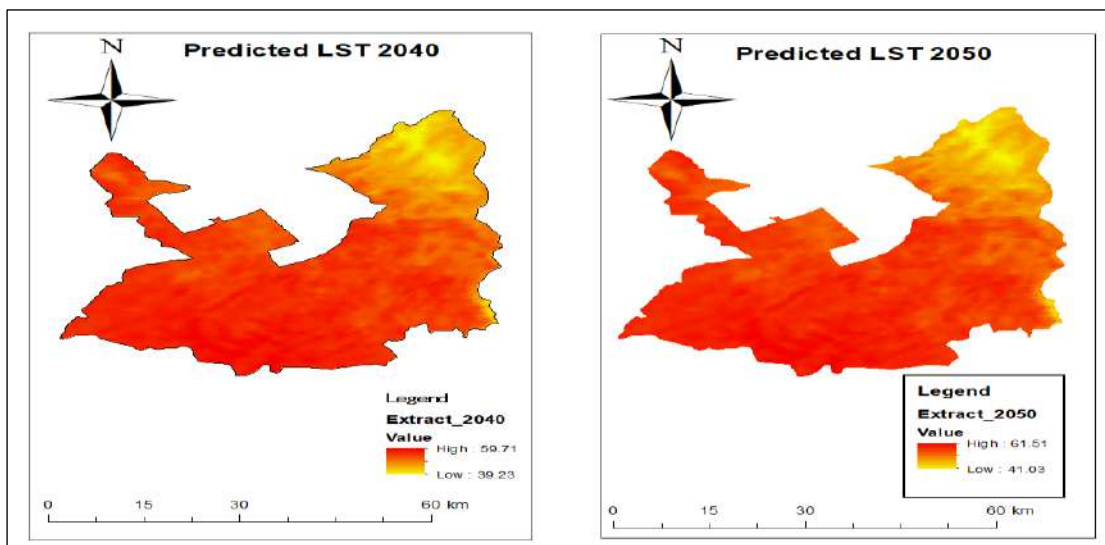 N
Predicted LST 2040
Legend
Extract_2040
Value
High : 59.71
Low : 39.23
0 15 30 60 km
N
Predicted LST 2050
Legend
Extract_2050
Value
High : 61.51
Low : 41.03
0 15 30 60 km